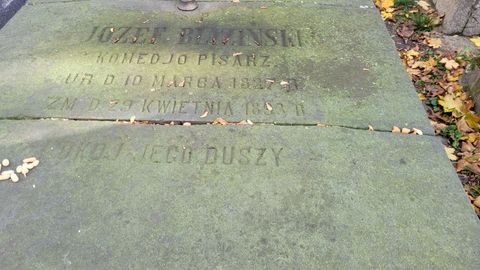 JÓZEF BLIZIŃSKI
KOMEDJO PISARZ
UR D 10 MARCA 1827 R
ZM D 29 KWIETNIA 1893 R
POKÓJ JEGO DUSZY